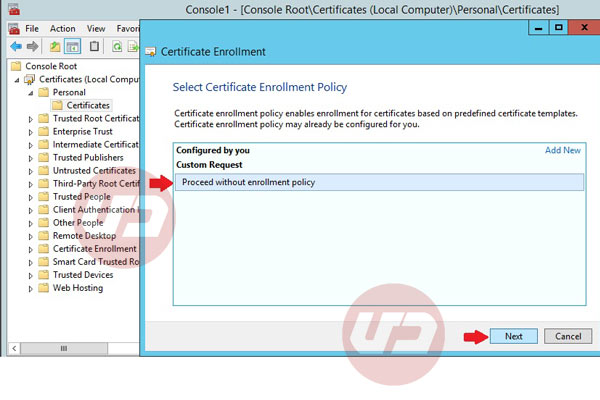 Console1 - [Console Root\Certificates (Local Computer)\Personal\Certificates]
File Action View Favori
Console Root
Certificates (Local Compu
Personal
Certificates
Trusted Root Certificat
Enterprise Trust
Intermediate Certificat
Trusted Publishers
Untrusted Certificates
Third-Party Root Certif
Trusted People
Client Authentication I
Other People
Remote Desktop
Certificate Enrollment
Smart Card Trusted Ro
Trusted Devices
Web Hosting
Certificate Enrollment
Select Certificate Enrollment Policy
Certificate enrollment policy enables enrollment for certificates based on predefined certificate templates.
Certificate enrollment policy may already be configured for you.
Configured by you Add New
Custom Request
Proceed without enrollment policy
Next Cancel